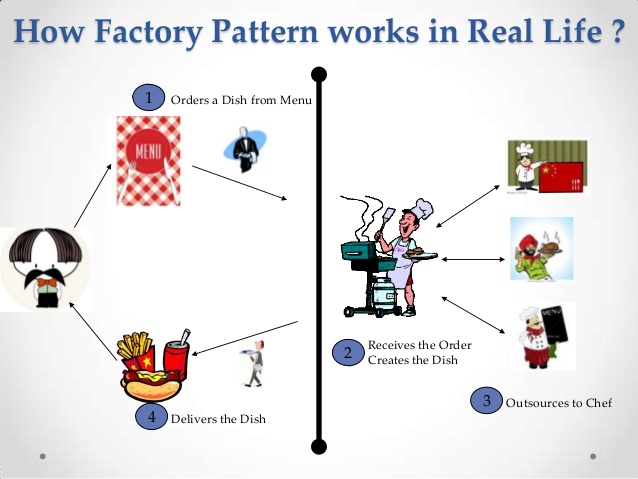 How Factory Pattern works in Real Life ?
1
Orders a Dish from Menu
MENU
2
Receives the Order
Creates the Dish
3
Outsources to Chef
4
Delivers the Dish
MENU